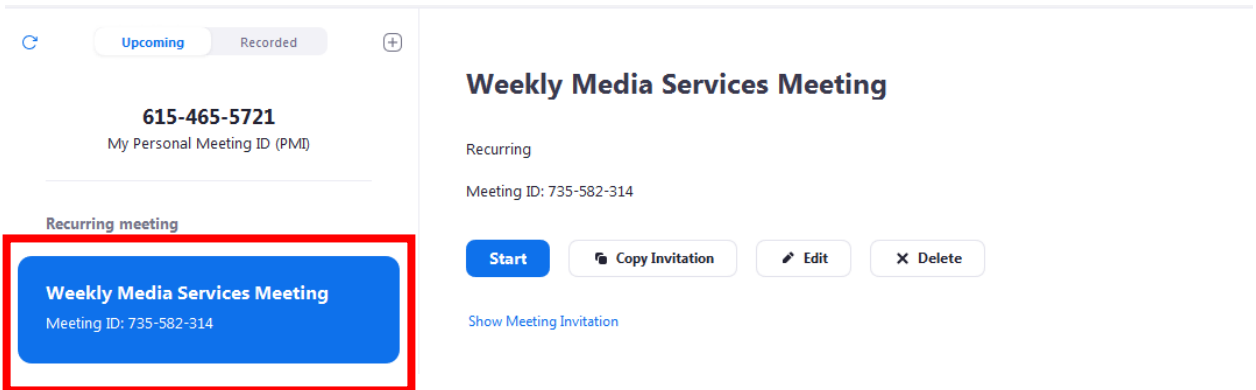 Upcoming Recorded
615-465-5721
My Personal Meeting ID (PMI)
Recurring meeting
Weekly Media Services Meeting
Meeting ID: 735-582-314
Weekly Media Services Meeting
Recurring
Meeting ID: 735-582-314
Start Copy Invitation Edit Delete
Show Meeting Invitation